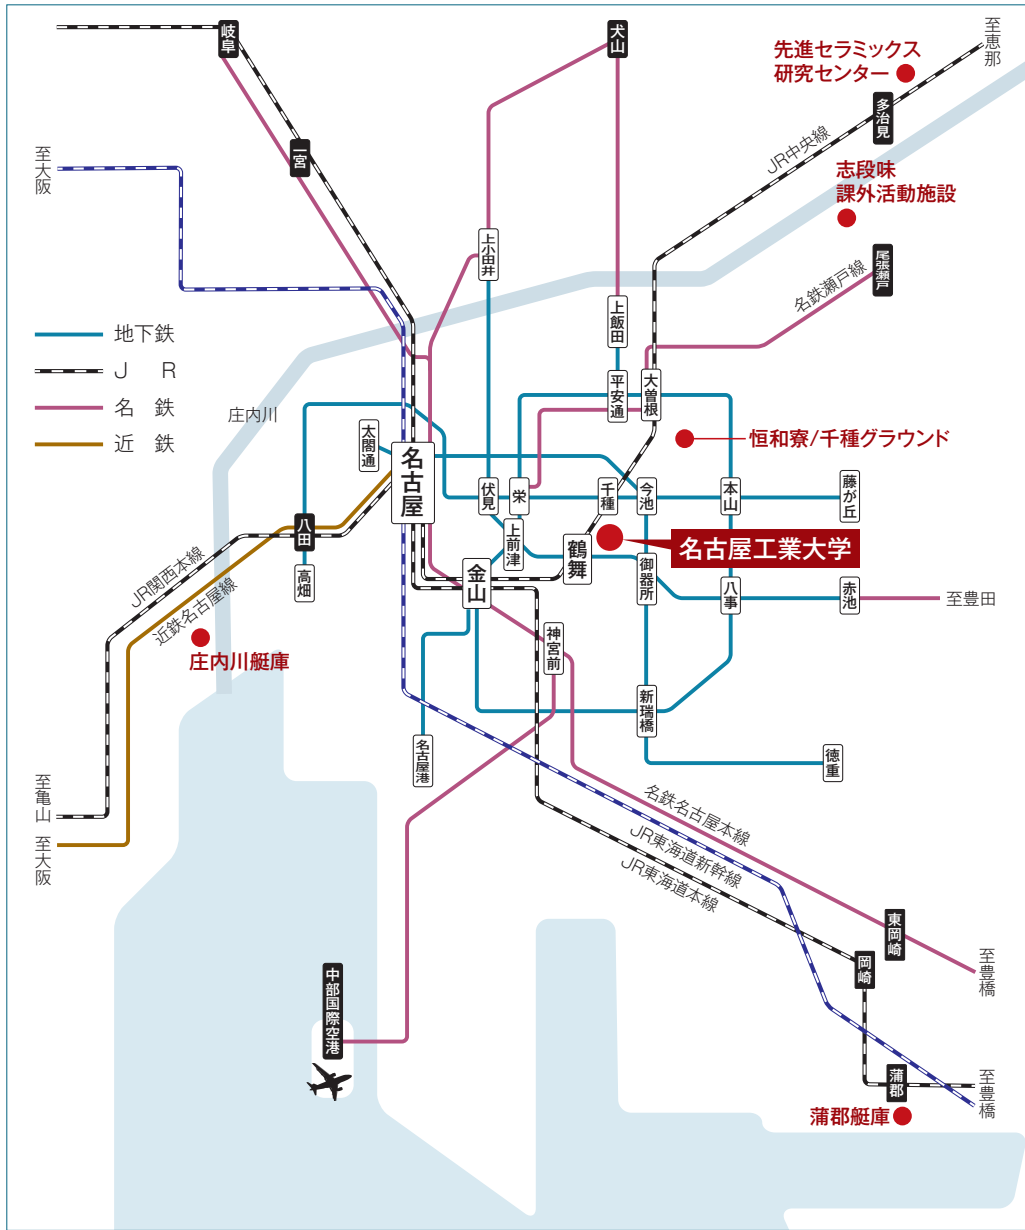 岐阜
犬山
先進セラミックス
研究センター
至恵那
多治見
一宮
至大阪
JR中央線
志段味
課外活動施設
上小田井
尾張瀬戸
名鉄瀬戸線
上飯田
地下鉄
J R
名 鉄
近 鉄
庄内川
平安通
大曽根
太閤通
名古屋
恒和寮/千種グラウンド
伏見
栄
千種
今池
本山
藤が丘
八田
上前津
鶴舞
名古屋工業大学
JR関西本線
高畑
金山
御器所
八事
赤池
至豊田
近鉄名古屋線
庄内川艇庫
神宮前
新瑞橋
名古屋港
徳重
至亀山
至大阪
名鉄名古屋本線
JR東海道新幹線
JR東海道本線
東岡崎
岡崎
至豊橋
中部国際空港
蒲郡
至豊橋
蒲郡艇庫